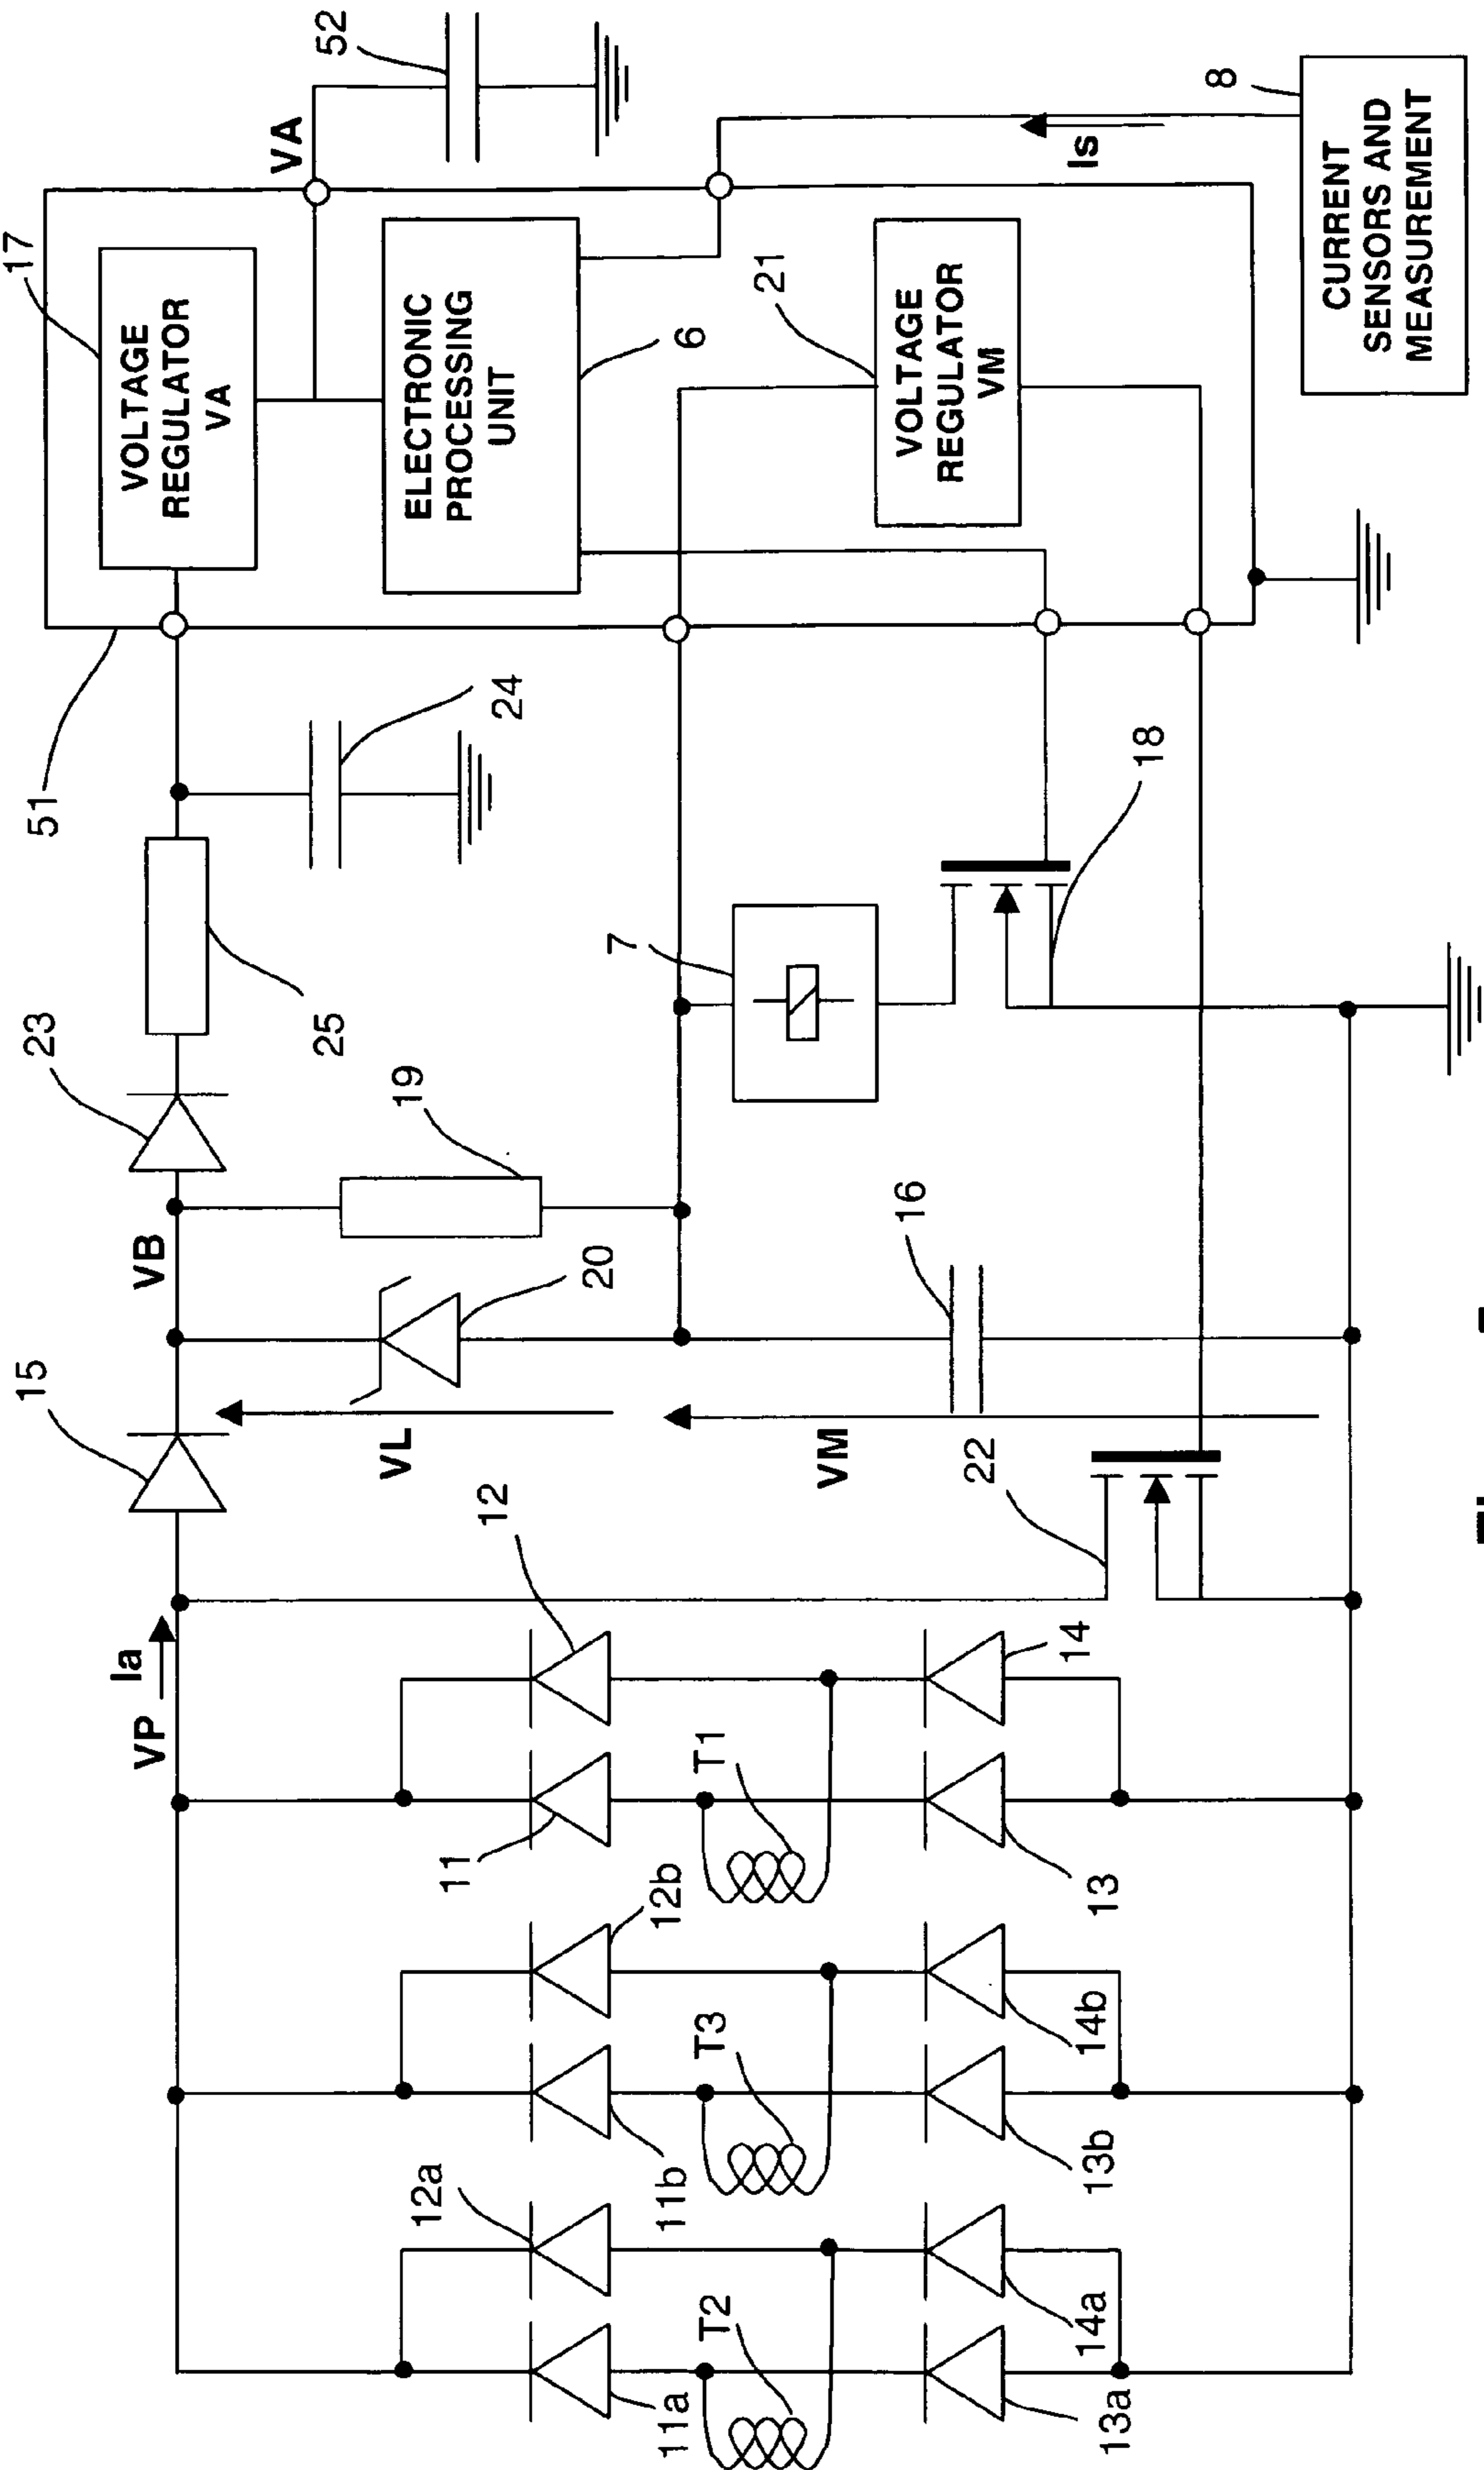 15
23
51
17
VP
Ia
VB
VOLTAGE
REGULATOR
VA
VA
25
52
VL
19
24
12a
12b
11
12
20
ELECTRONIC
PROCESSING
UNIT
7
6
11a
11b
T2
T3
T1
21
VM
16
VOLTAGE
REGULATOR
VM
22
13a
14a
13b
14b
13
14
18
Is
8
CURRENT
SENSORS AND
MEASUREMENT